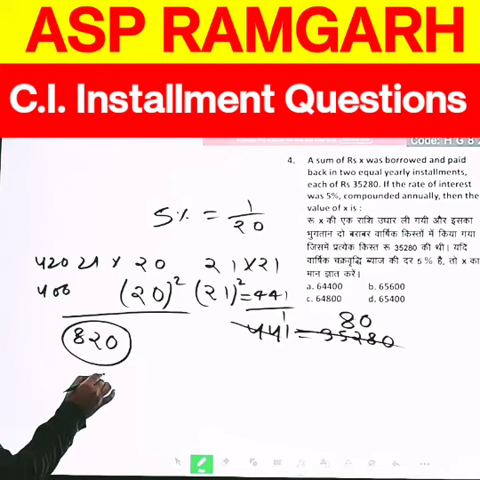 ASP RAMGARH
C.I. Installment Questions
Code: H G 8
4. A sum of Rs x was borrowed and paid
back in two equal yearly installments,
each of Rs 35280. If the rate of interest
was 5%, compounded annually, then the
value of x is :
रू x की एक राशि उधार ली गयी और इसका
भुगतान दो बराबर वार्षिक किस्तों में किया गया
जिसमें प्रत्येक किस्त रू 35280 की थी। यदि
वार्षिक चक्रवृद्धि ब्याज की दर 5 % है, तो x का
मान ज्ञात करें।
a. 64400 b. 65600
c. 64800 d. 65400
5% = 1/20
420 21 × 20 21 × 21
400 (20)² (21)² = 441
820
1 80
441 = 35280